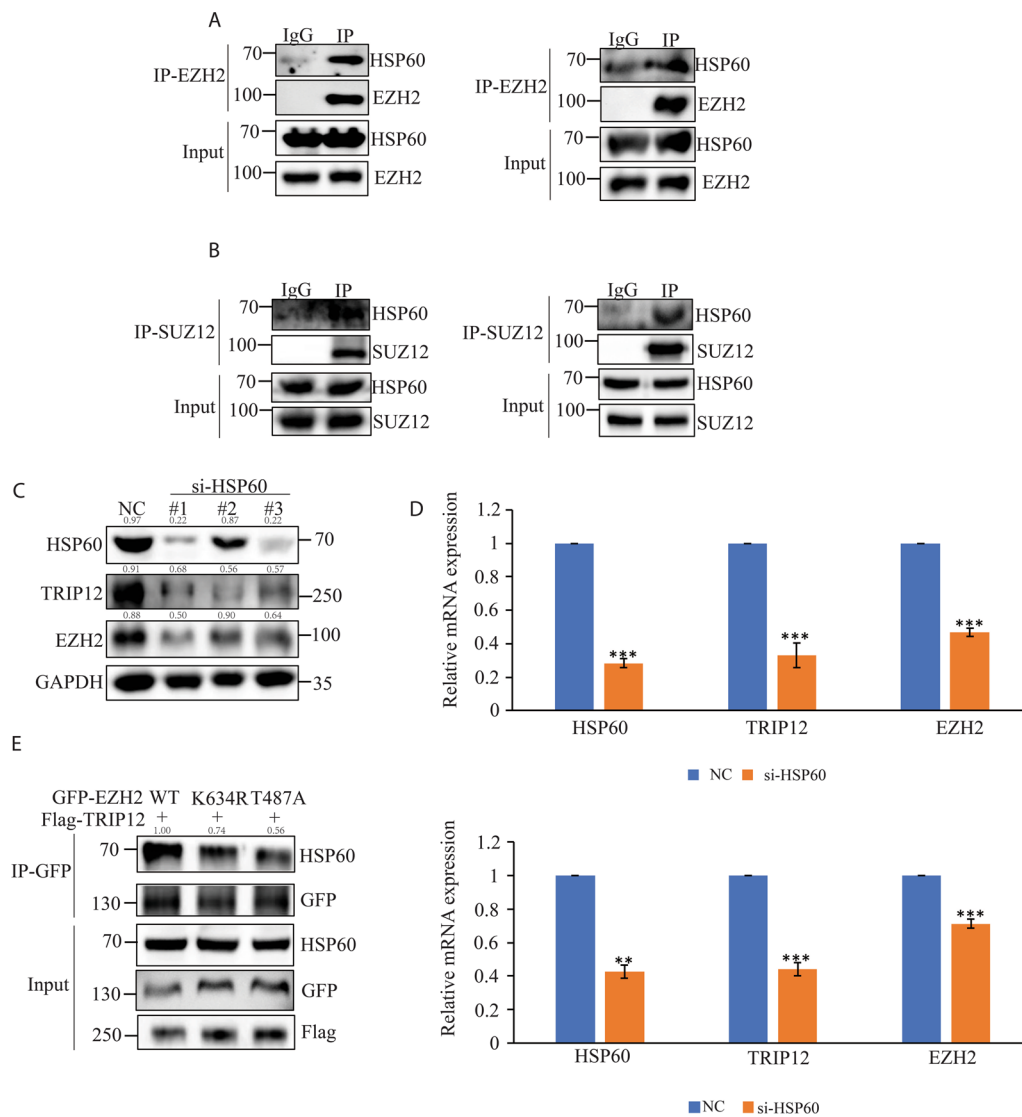 A
IgG IP
IgG IP
IP-EZH2 70 HSP60
100 EZH2
Input 70 HSP60
100 EZH2
IP-EZH2 70 HSP60
100 EZH2
Input 70 HSP60
100 EZH2
B
IgG IP
IgG IP
IP-SUZ12 70 HSP60
100 SUZ12
Input 70 HSP60
100 SUZ12
IP-SUZ12 70 HSP60
100 SUZ12
Input 70 HSP60
100 SUZ12
C
si-HSP60
NC #1 #2 #3
0.97 0.22 0.87 0.22
HSP60 70
0.91 0.68 0.56 0.57
TRIP12 250
0.88 0.50 0.90 0.64
EZH2 100
GAPDH 35
D
Relative mRNA expression
1.2
1
0.8
0.6
0.4
0.2
0
*** *** ***
HSP60 TRIP12 EZH2
NC si-HSP60
Relative mRNA expression
1.2
1
0.8
0.6
0.4
0.2
0
** *** ***
HSP60 TRIP12 EZH2
NC si-HSP60
E
GFP-EZH2 WT K634R T487A
Flag-TRIP12 + + +
1.00 0.74 0.56
IP-GFP 70 HSP60
130 GFP
Input 70 HSP60
130 GFP
250 Flag